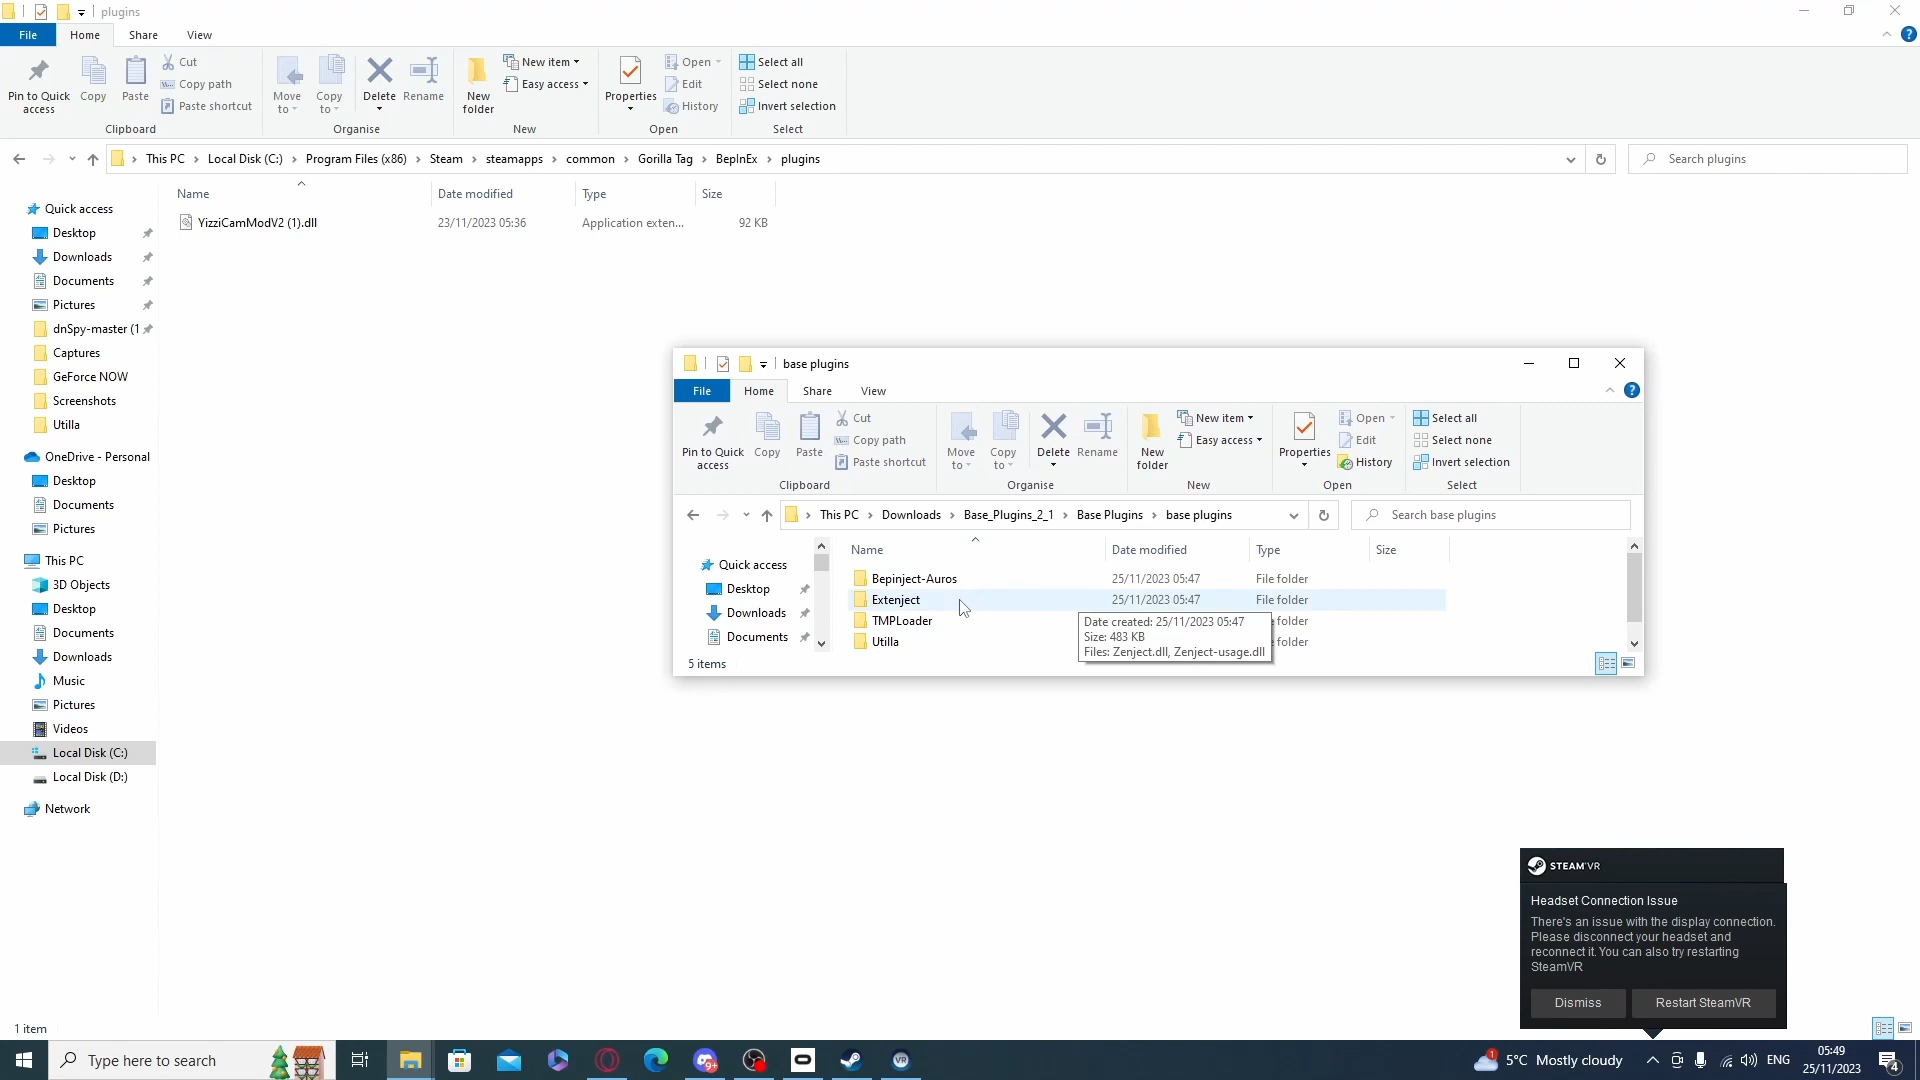 plugins
File Home Share View
Pin to Quick access
Copy
Paste
Cut
Copy path
Paste shortcut
Clipboard
Move to
Copy to
Delete
Rename
Organise
New folder
New item
Easy access
New
Properties
Open
Edit
History
Open
Select all
Select none
Invert selection
Select
This PC › Local Disk (C:) › Program Files (x86) › Steam › steamapps › common › Gorilla Tag › BepInEx › plugins
Search plugins
Name Date modified Type Size
YizziCamModV2 (1).dll 23/11/2023 05:36 Application exten... 92 KB
Quick access
Desktop
Downloads
Documents
Pictures
dnSpy-master (1
Captures
GeForce NOW
Screenshots
Utilla
OneDrive - Personal
Desktop
Documents
Pictures
This PC
3D Objects
Desktop
Documents
Downloads
Music
Pictures
Videos
Local Disk (C:)
Local Disk (D:)
Network
1 item
base plugins
File Home Share View
Pin to Quick access
Copy
Paste
Cut
Copy path
Paste shortcut
Clipboard
Move to
Copy to
Delete
Rename
Organise
New folder
New item
Easy access
New
Properties
Open
Edit
History
Open
Select all
Select none
Invert selection
Select
This PC › Downloads › Base_Plugins_2_1 › Base Plugins › base plugins
Search base plugins
Quick access
Desktop
Downloads
Documents
Name Date modified Type Size
Bepinject-Auros 25/11/2023 05:47 File folder
Extenject 25/11/2023 05:47 File folder
TMPLoader e folder
Utilla e folder
Date created: 25/11/2023 05:47
Size: 483 KB
Files: Zenject.dll, Zenject-usage.dll
5 items
STEAMVR
Headset Connection Issue
There's an issue with the display connection.
Please disconnect your headset and
reconnect it. You can also try restarting
SteamVR
Dismiss
Restart SteamVR
Type here to search
9+
VR
1
5°C Mostly cloudy
ENG
05:49
25/11/2023
4